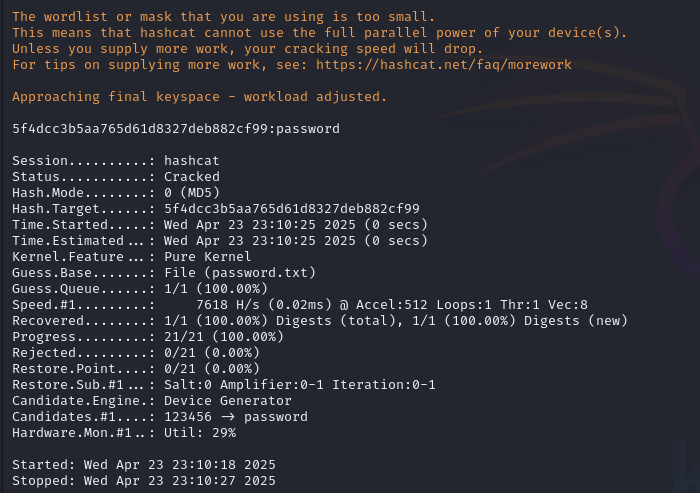 The wordlist or mask that you are using is too small.
This means that hashcat cannot use the full parallel power of your device(s).
Unless you supply more work, your cracking speed will drop.
For tips on supplying more work, see: https://hashcat.net/faq/morework
Approaching final keyspace - workload adjusted.
5f4dcc3b5aa765d61d8327deb882cf99:password
Session..........: hashcat
Status...........: Cracked
Hash.Mode........: 0 (MD5)
Hash.Target......: 5f4dcc3b5aa765d61d8327deb882cf99
Time.Started.....: Wed Apr 23 23:10:25 2025 (0 secs)
Time.Estimated...: Wed Apr 23 23:10:25 2025 (0 secs)
Kernel.Feature...: Pure Kernel
Guess.Base.......: File (password.txt)
Guess.Queue......: 1/1 (100.00%)
Speed.#1.........:     7618 H/s (0.02ms) @ Accel:512 Loops:1 Thr:1 Vec:8
Recovered........: 1/1 (100.00%) Digests (total), 1/1 (100.00%) Digests (new)
Progress.........: 21/21 (100.00%)
Rejected.........: 0/21 (0.00%)
Restore.Point....: 0/21 (0.00%)
Restore.Sub.#1...: Salt:0 Amplifier:0-1 Iteration:0-1
Candidate.Engine.: Device Generator
Candidates.#1....: 123456 -> password
Hardware.Mon.#1..: Util: 29%
Started: Wed Apr 23 23:10:18 2025
Stopped: Wed Apr 23 23:10:27 2025